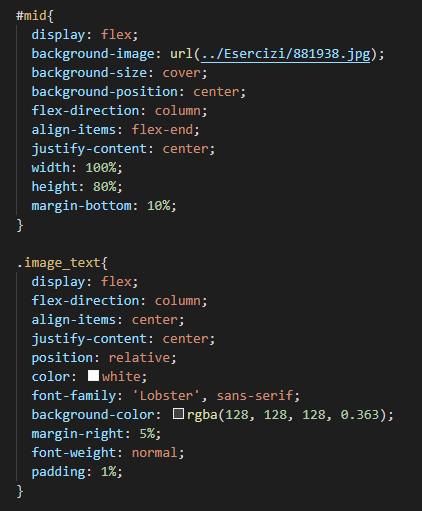 #mid{
display: flex;
background-image: url(../Esercizi/881938.jpg);
background-size: cover;
background-position: center;
flex-direction: column;
align-items: flex-end;
justify-content: center;
width: 100%;
height: 80%;
margin-bottom: 10%;
}
.image_text{
display: flex;
flex-direction: column;
align-items: center;
justify-content: center;
position: relative;
color: white;
font-family: 'Lobster', sans-serif;
background-color: rgba(128, 128, 128, 0.363);
margin-right: 5%;
font-weight: normal;
padding: 1%;
}